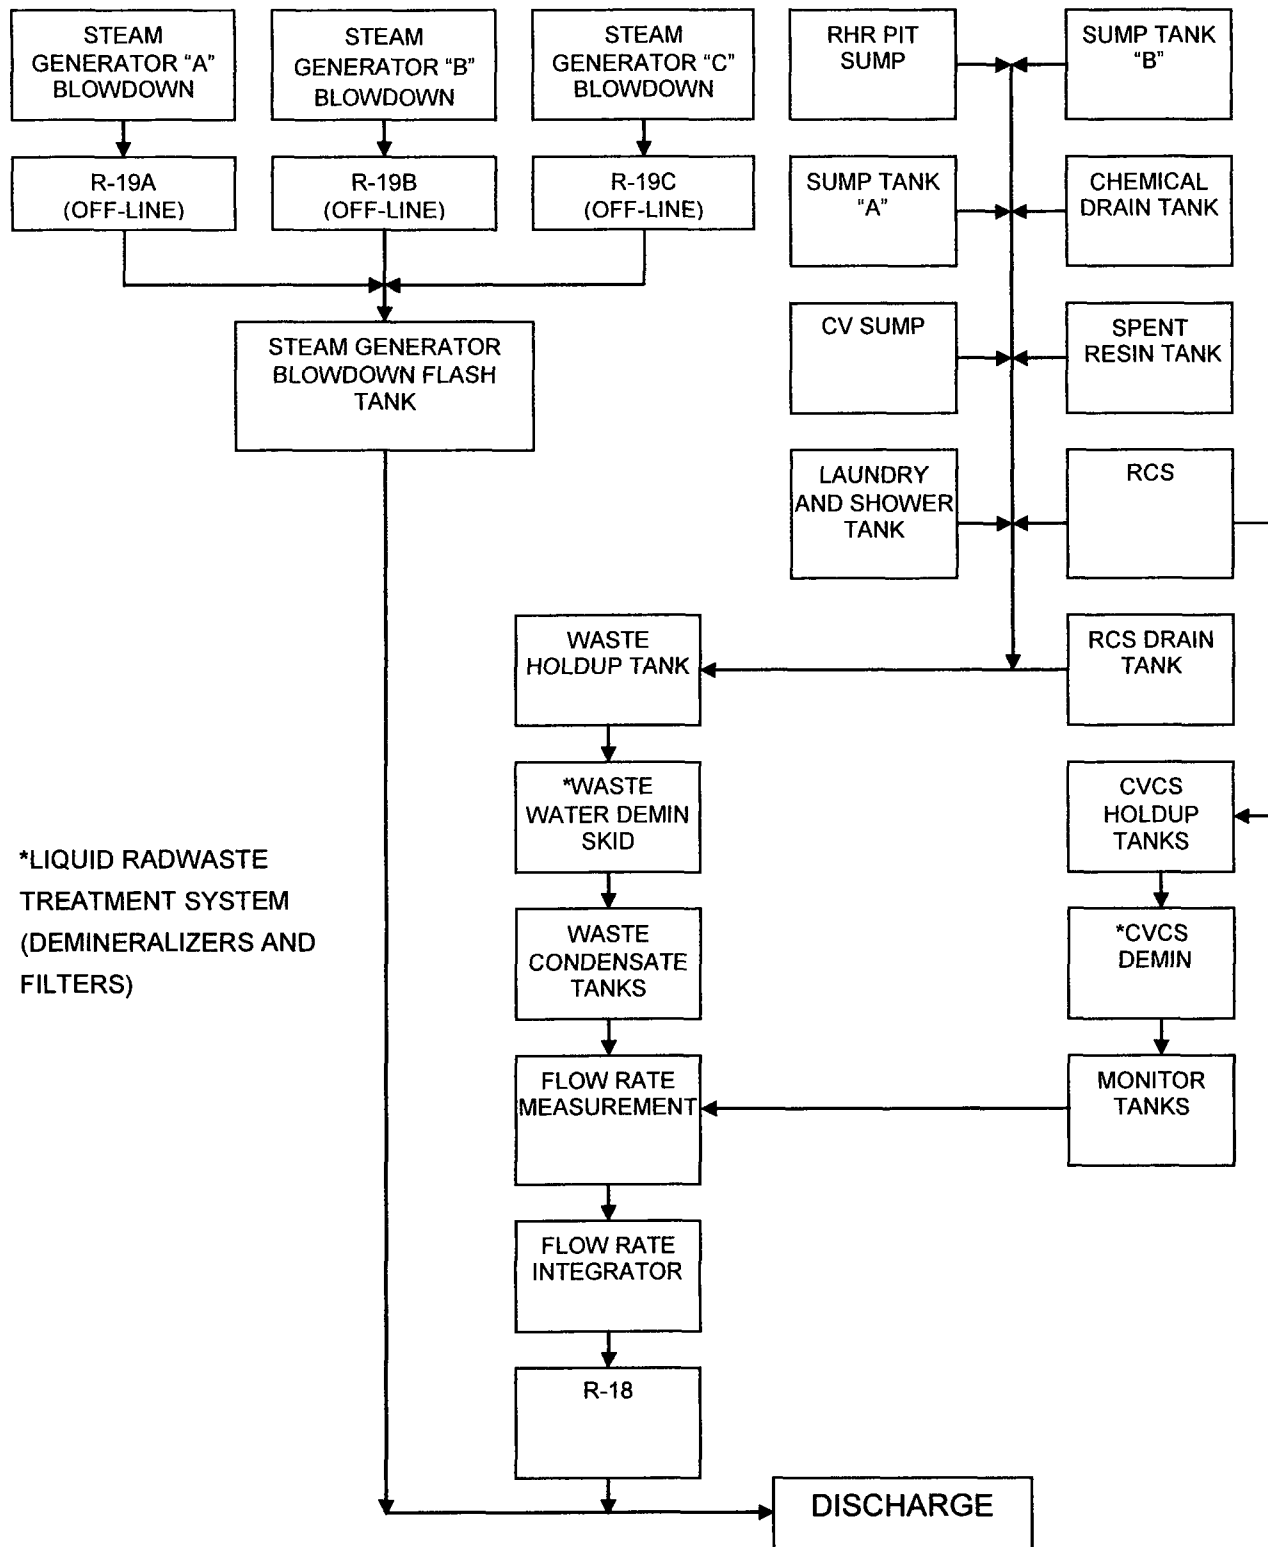 STEAM
GENERATOR "A"
BLOWDOWN
STEAM
GENERATOR "B"
BLOWDOWN
STEAM
GENERATOR "C"
BLOWDOWN
RHR PIT
SUMP
SUMP TANK
"B"
R-19A
(OFF-LINE)
R-19B
(OFF-LINE)
R-19C
(OFF-LINE)
SUMP TANK
"A"
CHEMICAL
DRAIN TANK
STEAM GENERATOR
BLOWDOWN FLASH
TANK
CV SUMP
SPENT
RESIN TANK
LAUNDRY
AND SHOWER
TANK
RCS
WASTE
HOLDUP TANK
RCS DRAIN
TANK
*WASTE
WATER DEMIN
SKID
CVCS
HOLDUP
TANKS
*LIQUID RADWASTE
TREATMENT SYSTEM
(DEMINERALIZERS AND
FILTERS)
WASTE
CONDENSATE
TANKS
*CVCS
DEMIN
FLOW RATE
MEASUREMENT
MONITOR
TANKS
FLOW RATE
INTEGRATOR
R-18
DISCHARGE